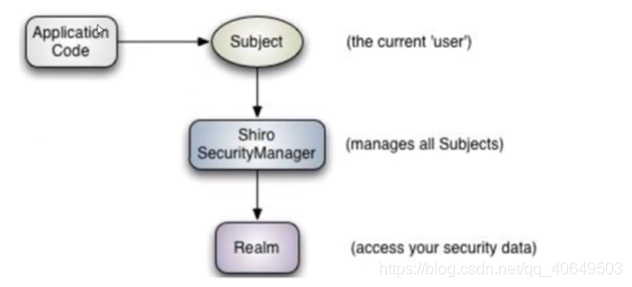 Application
Code
Subject
(the current 'user')
Shiro
SecurityManager
(manages all Subjects)
Realm
(access your security data)
https://blog.csdn.net/qq_40649503